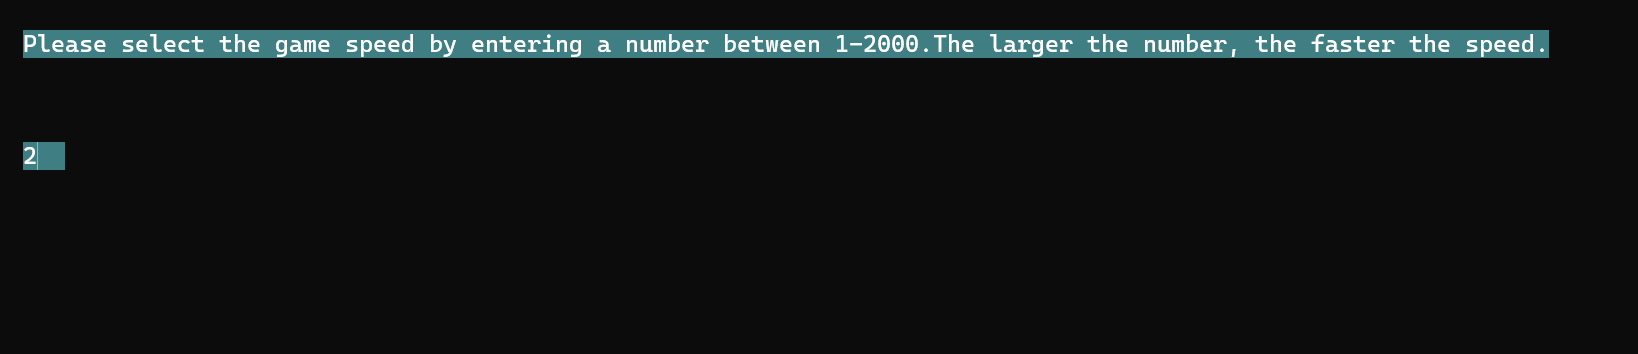 Please select the game speed by entering a number between 1-2000.The larger the number, the faster the speed.
2